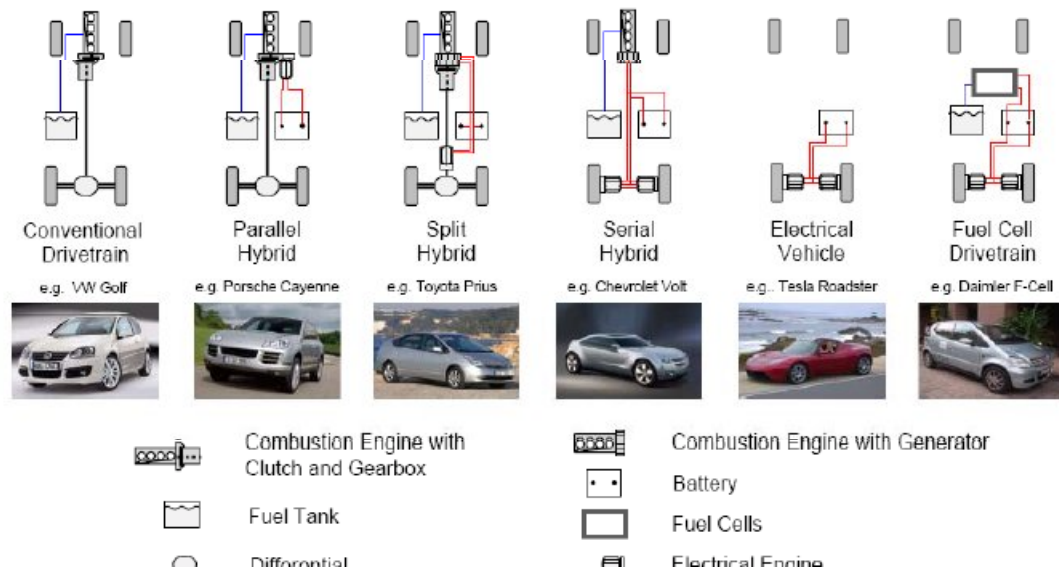 Conventional
Drivetrain
Parallel
Hybrid
Split
Hybrid
Serial
Hybrid
Electrical
Vehicle
Fuel Cell
Drivetrain
e.g. VW Golf
e.g. Porsche Cayenne
e.g. Toyota Prius
e.g. Chevrolet Volt
e.g.. Tesla Roadster
e.g. Daimler F-Cell
Combustion Engine with
Clutch and Gearbox
Fuel Tank
Differential
Combustion Engine with Generator
Battery
Fuel Cells
Electrical Engine